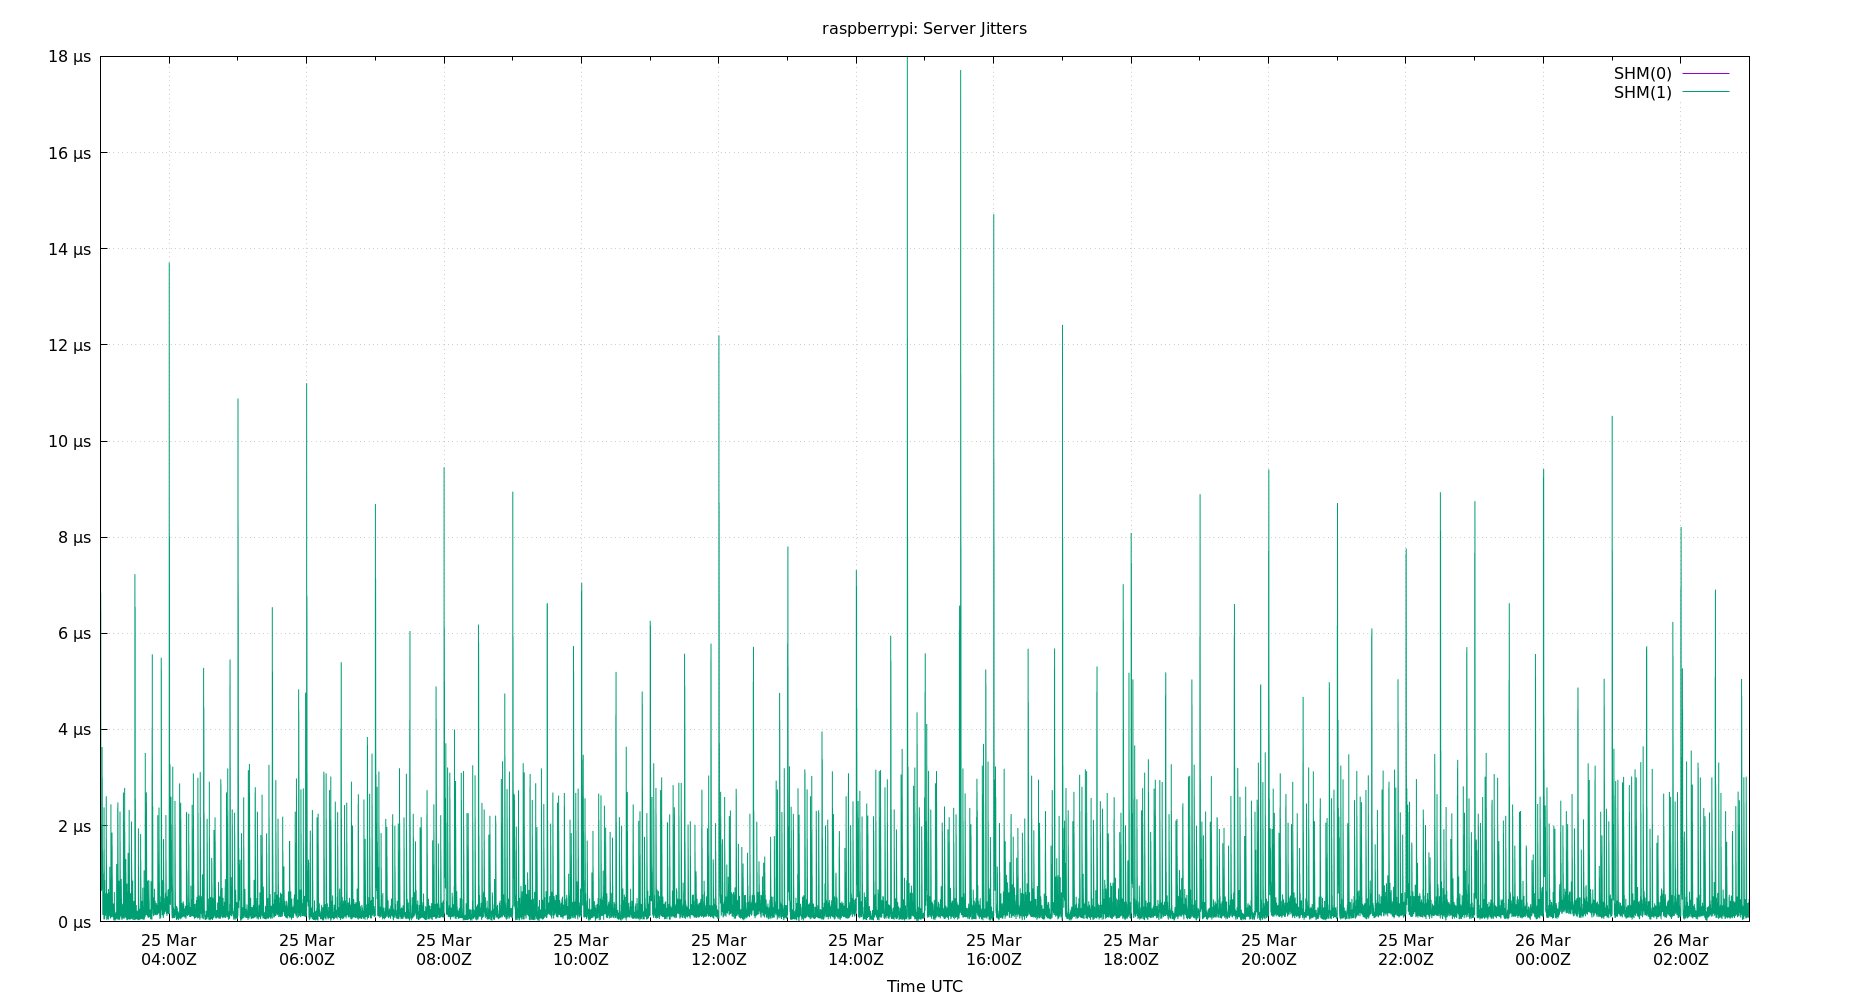 raspberrypi: Server Jitters
18 µs
16 µs
14 µs
12 µs
10 µs
8 µs
6 µs
4 µs
2 µs
0 µs
SHM(0)
SHM(1)
25 Mar 25 Mar 25 Mar 25 Mar 25 Mar 25 Mar 25 Mar 25 Mar 25 Mar 25 Mar 26 Mar 26 Mar
04:00Z 06:00Z 08:00Z 10:00Z 12:00Z 14:00Z 16:00Z 18:00Z 20:00Z 22:00Z 00:00Z 02:00Z
Time UTC